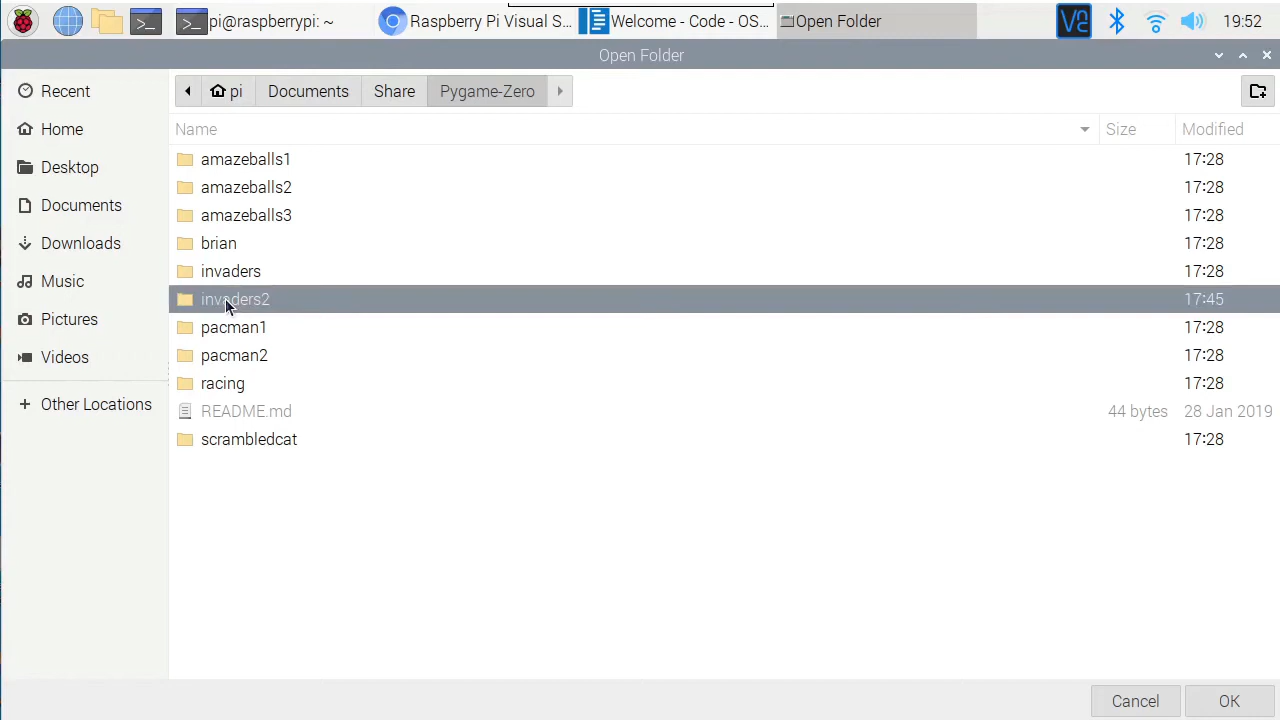 pi@raspberrypi: ~
Raspberry Pi Visual S...
Welcome - Code - OS...
Open Folder
19:52
Open Folder
Recent
Home
Desktop
Documents
Downloads
Music
Pictures
Videos
Other Locations
pi
Documents
Share
Pygame-Zero
Name
Size
Modified
amazeballs1 17:28
amazeballs2 17:28
amazeballs3 17:28
brian 17:28
invaders 17:28
invaders2 17:45
pacman1 17:28
pacman2 17:28
racing 17:28
README.md 44 bytes 28 Jan 2019
scrambledcat 17:28
Cancel
OK